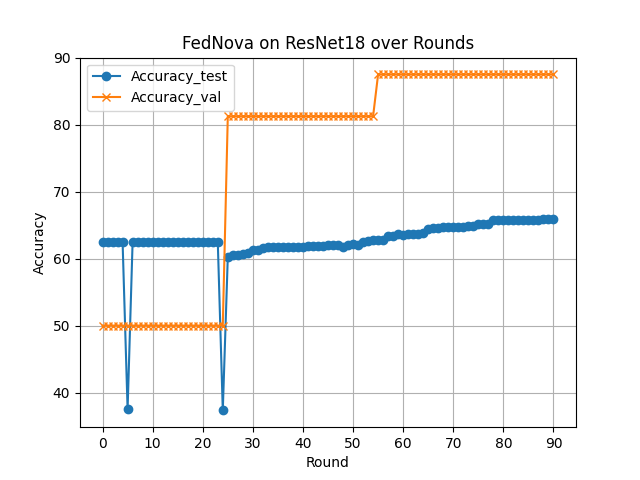 FedNova on ResNet18 over Rounds
Accuracy_test
Accuracy_val
90
80
70
60
50
40
Accuracy
0 10 20 30 40 50 60 70 80 90
Round